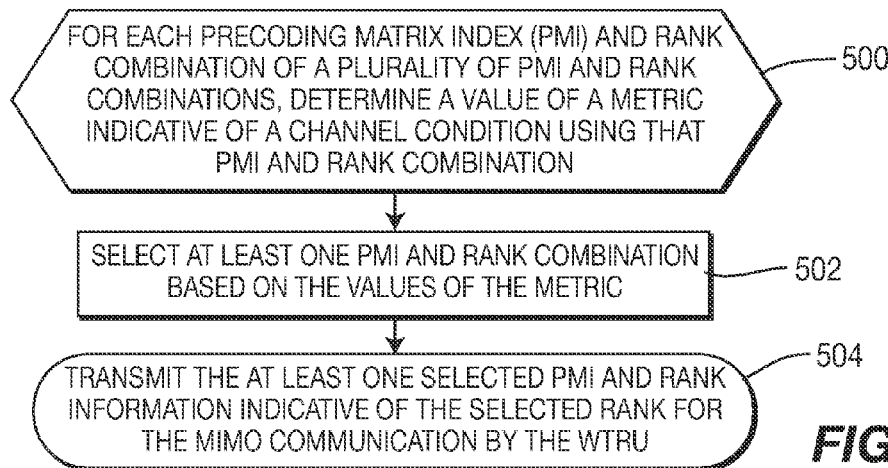 FOR EACH PRECODING MATRIX INDEX (PMI) AND RANK
COMBINATION OF A PLURALITY OF PMI AND RANK
COMBINATIONS, DETERMINE A VALUE OF A METRIC
INDICATIVE OF A CHANNEL CONDITION USING THAT
PMI AND RANK COMBINATION
500
SELECT AT LEAST ONE PMI AND RANK COMBINATION
BASED ON THE VALUES OF THE METRIC
502
504
TRANSMIT THE AT LEAST ONE SELECTED PMI AND RANK
INFORMATION INDICATIVE OF THE SELECTED RANK FOR
THE MIMO COMMUNICATION BY THE WTRU
FIG